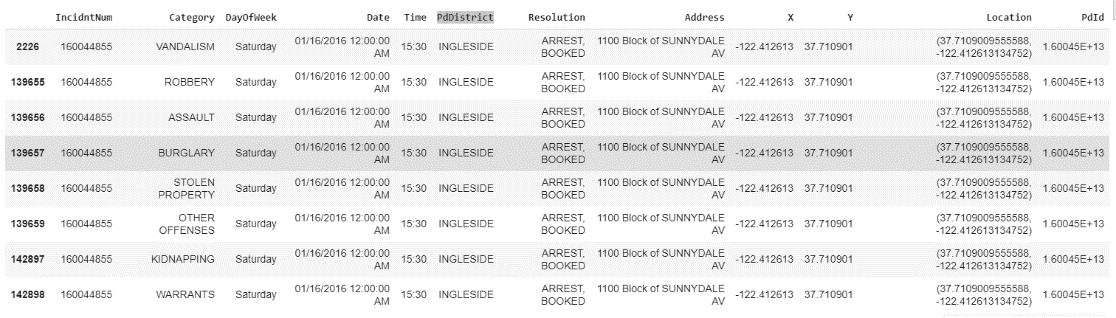 IncidntNum Category DayOfWeek Date Time PdDistrict Resolution Address X Y Location PdId
2226 160044855 VANDALISM Saturday 01/16/2016 12:00:00 AM 15:30 INGLESIDE ARREST, BOOKED 1100 Block of SUNNYDALE AV -122.412613 37.710901 (37.7109009555588, -122.412613134752) 1.60045E+13
139655 160044855 ROBBERY Saturday 01/16/2016 12:00:00 AM 15:30 INGLESIDE ARREST, BOOKED 1100 Block of SUNNYDALE AV -122.412613 37.710901 (37.7109009555588, -122.412613134752) 1.60045E+13
139656 160044855 ASSAULT Saturday 01/16/2016 12:00:00 AM 15:30 INGLESIDE ARREST, BOOKED 1100 Block of SUNNYDALE AV -122.412613 37.710901 (37.7109009555588, -122.412613134752) 1.60045E+13
139657 160044855 BURGLARY Saturday 01/16/2016 12:00:00 AM 15:30 INGLESIDE ARREST, BOOKED 1100 Block of SUNNYDALE AV -122.412613 37.710901 (37.7109009555588, -122.412613134752) 1.60045E+13
139658 160044855 STOLEN PROPERTY Saturday 01/16/2016 12:00:00 AM 15:30 INGLESIDE ARREST, BOOKED 1100 Block of SUNNYDALE AV -122.412613 37.710901 (37.7109009555588, -122.412613134752) 1.60045E+13
139659 160044855 OTHER OFFENSES Saturday 01/16/2016 12:00:00 AM 15:30 INGLESIDE ARREST, BOOKED 1100 Block of SUNNYDALE AV -122.412613 37.710901 (37.7109009555588, -122.412613134752) 1.60045E+13
142897 160044855 KIDNAPPING Saturday 01/16/2016 12:00:00 AM 15:30 INGLESIDE ARREST, BOOKED 1100 Block of SUNNYDALE AV -122.412613 37.710901 (37.7109009555588, -122.412613134752) 1.60045E+13
142898 160044855 WARRANTS Saturday 01/16/2016 12:00:00 AM 15:30 INGLESIDE ARREST, BOOKED 1100 Block of SUNNYDALE AV -122.412613 37.710901 (37.7109009555588, -122.412613134752) 1.60045E+13